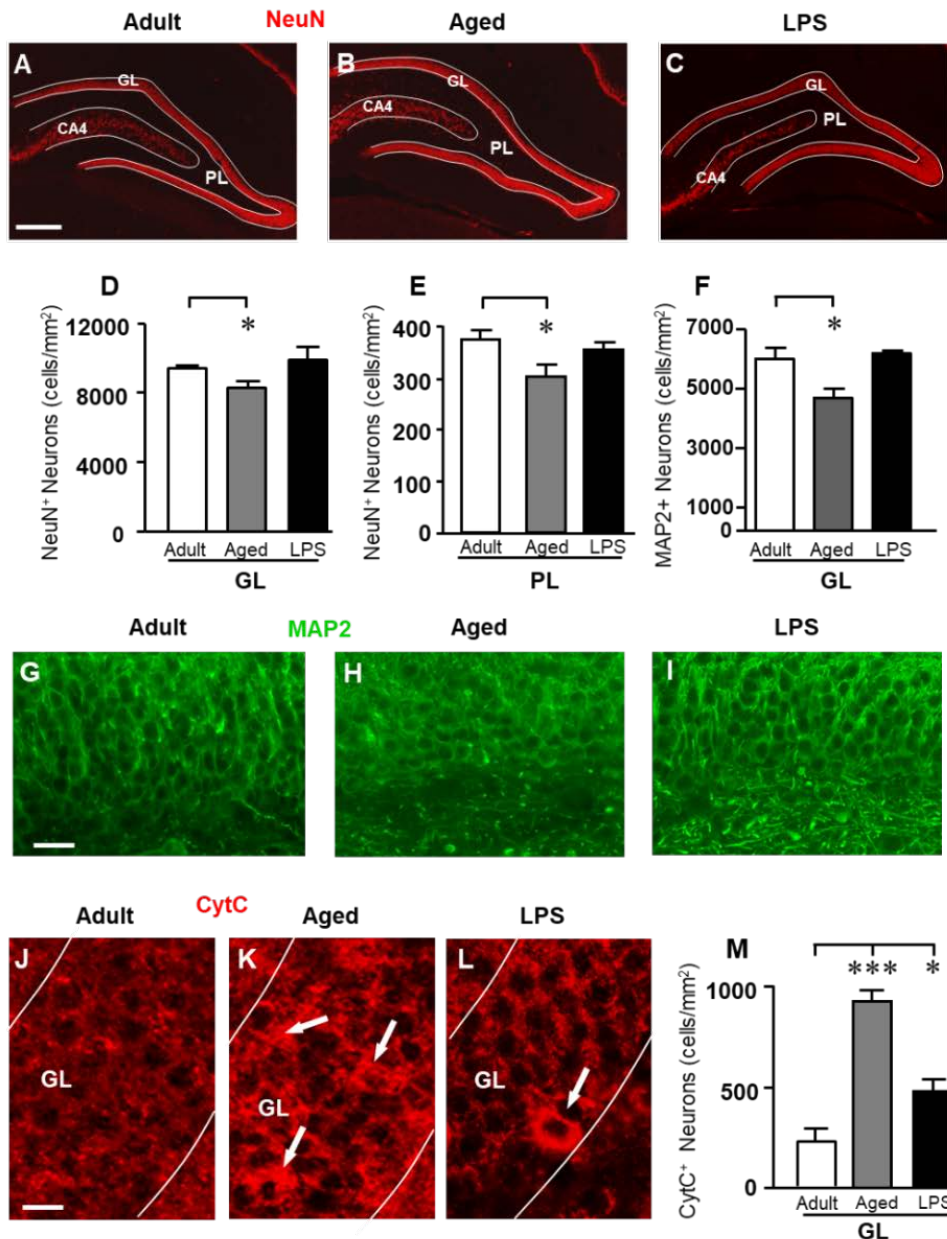 Adult NeuN Aged LPS
A GL CA4 PL
B GL CA4 PL
C GL PL CA4
D
*
NeuN⁺ Neurons (cells/mm²)
12000
8000
4000
0
Adult Aged LPS
GL
E
*
NeuN⁺ Neurons (cells/mm²)
400
300
200
100
0
Adult Aged LPS
PL
F
*
MAP2+ Neurons (cells/mm²)
7000
5000
3000
1000
0
Adult Aged LPS
GL
Adult MAP2 Aged LPS
G H I
Adult CytC Aged LPS
J GL
K GL
L GL
M
*** *
CytC⁺ Neurons (cells/mm²)
1000
500
0
Adult Aged LPS
GL